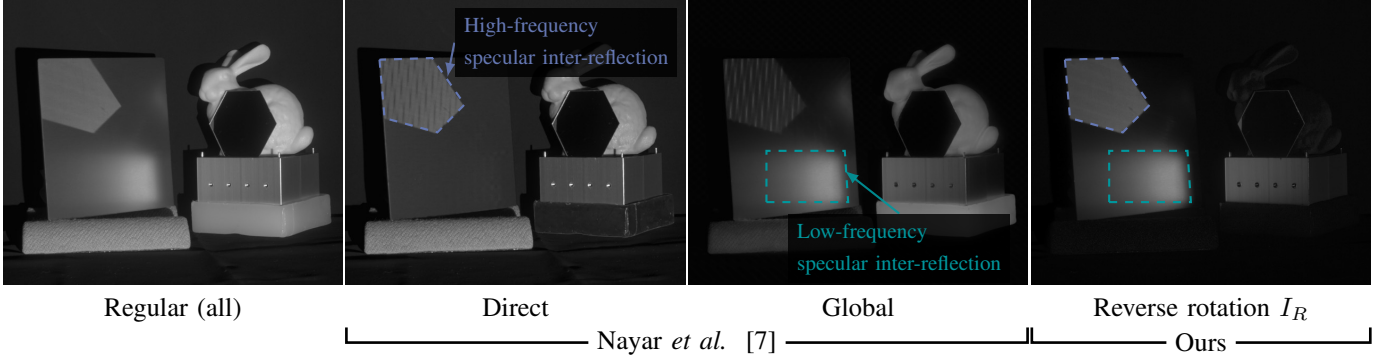 High-frequency
specular inter-reflection
Low-frequency
specular inter-reflection
Regular (all)
Direct
Global
Reverse rotation I_R
Nayar et al. [7]
Ours